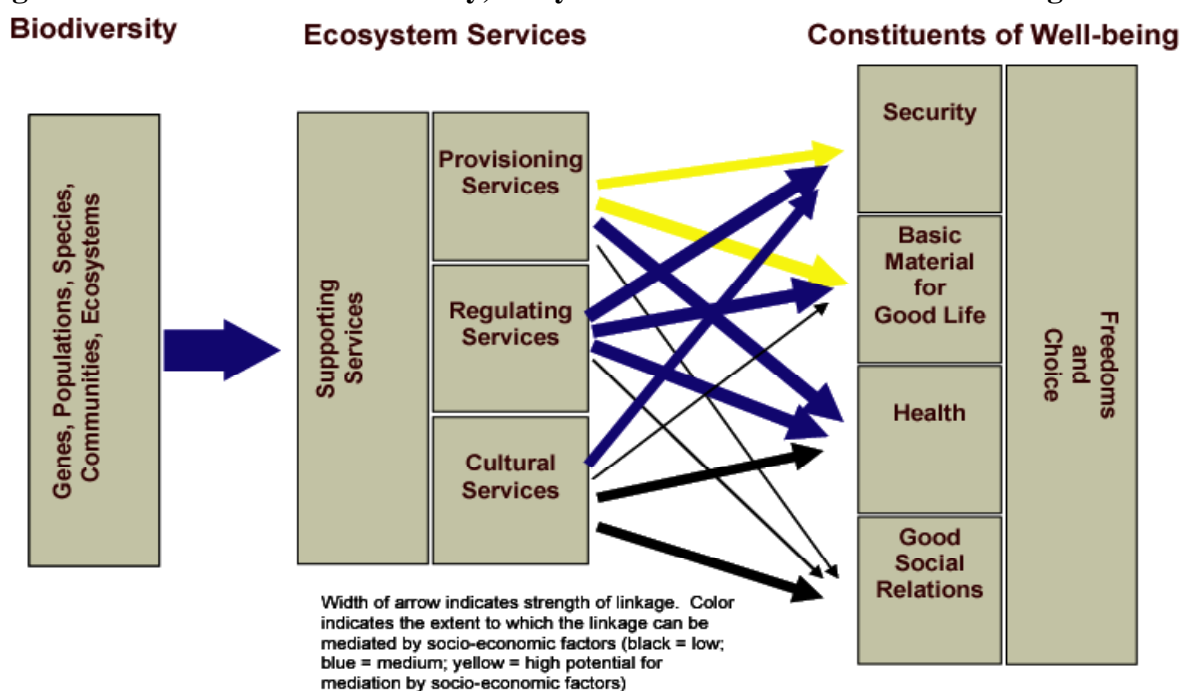 Biodiversity
Ecosystem Services
Constituents of Well-being
Genes, Populations, Species,
Communities, Ecosystems
Supporting
Services
Provisioning
Services
Regulating
Services
Cultural
Services
Security
Basic
Material
for
Good Life
Health
Good
Social
Relations
Freedoms
and
Choice
Width of arrow indicates strength of linkage. Color
indicates the extent to which the linkage can be
mediated by socio-economic factors (black = low;
blue = medium; yellow = high potential for
mediation by socio-economic factors)